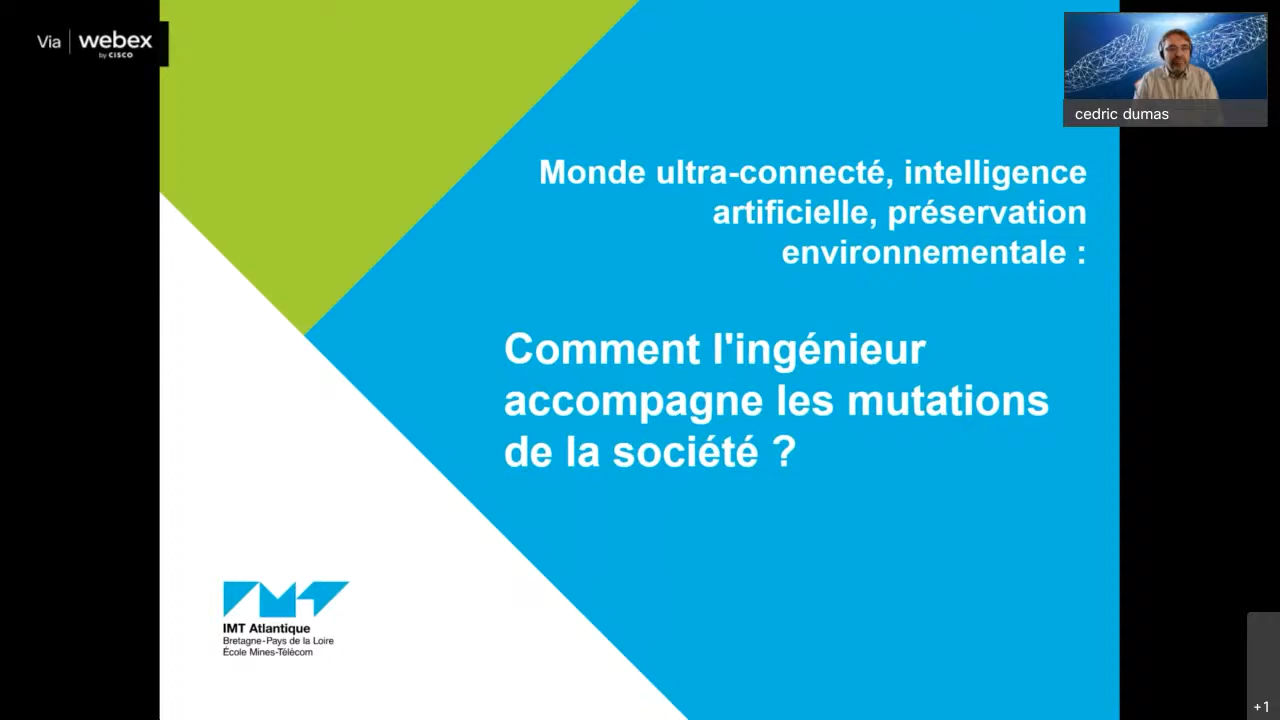 Via | webex
by CISCO
cedric dumas
Monde ultra-connecté, intelligence
artificielle, préservation
environnementale :
Comment l'ingénieur
accompagne les mutations
de la société ?
IMT Atlantique
Bretagne-Pays de la Loire
École Mines-Télécom
+1